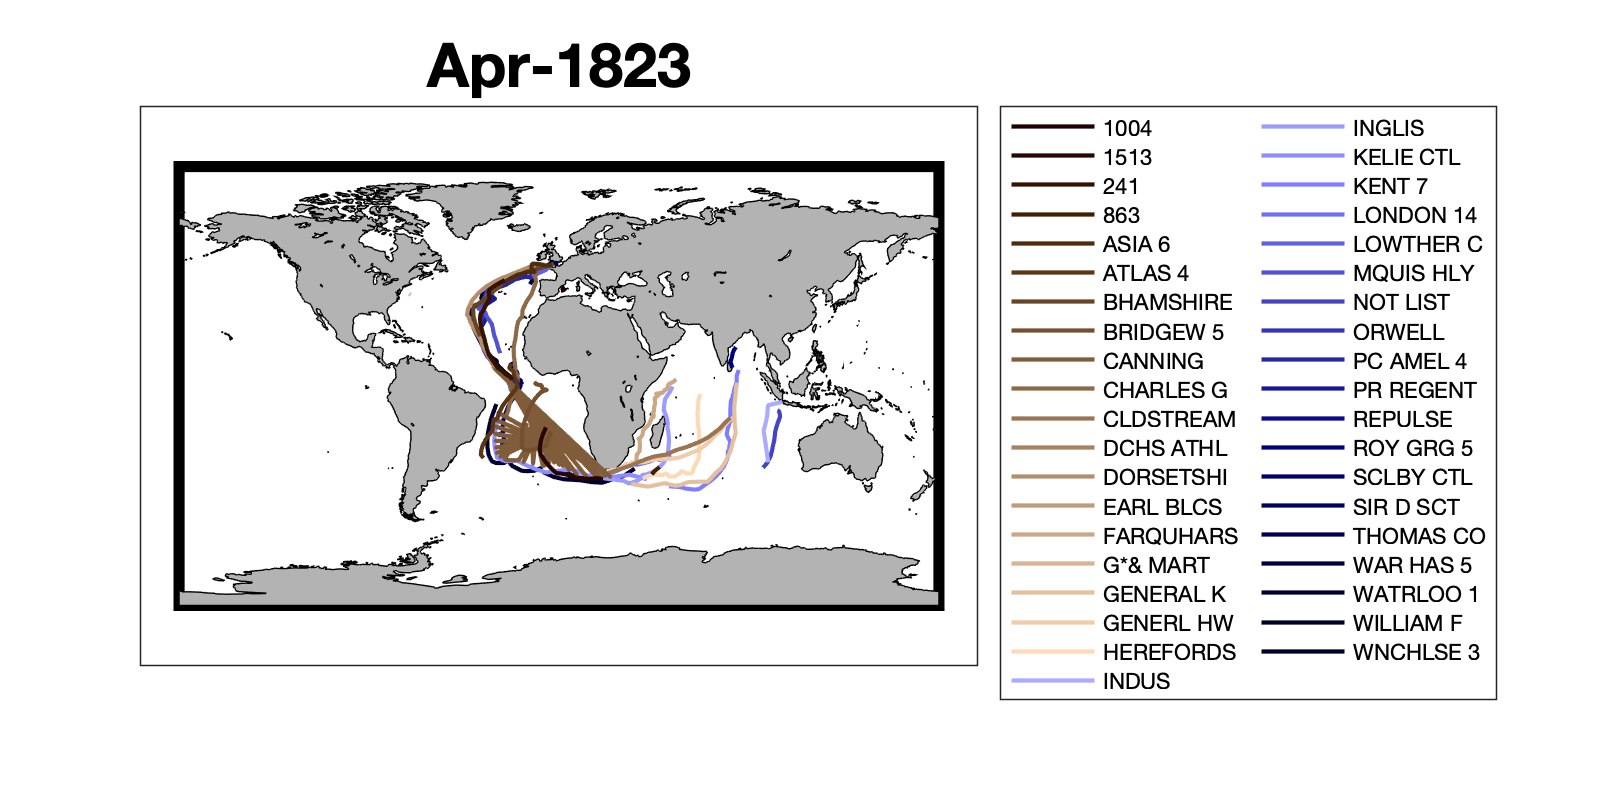 Apr-1823
1004
1513
241
863
ASIA 6
ATLAS 4
BHAMSHIRE
BRIDGEW 5
CANNING
CHARLES G
CLDSTREAM
DCHS ATHL
DORSETSHI
EARL BLCS
FARQUHARS
G*& MART
GENERAL K
GENERL HW
HEREFORDS
INDUS
INGLIS
KELIE CTL
KENT 7
LONDON 14
LOWTHER C
MQUIS HLY
NOT LIST
ORWELL
PC AMEL 4
PR REGENT
REPULSE
ROY GRG 5
SCLBY CTL
SIR D SCT
THOMAS CO
WAR HAS 5
WATRLOO 1
WILLIAM F
WNCHLSE 3